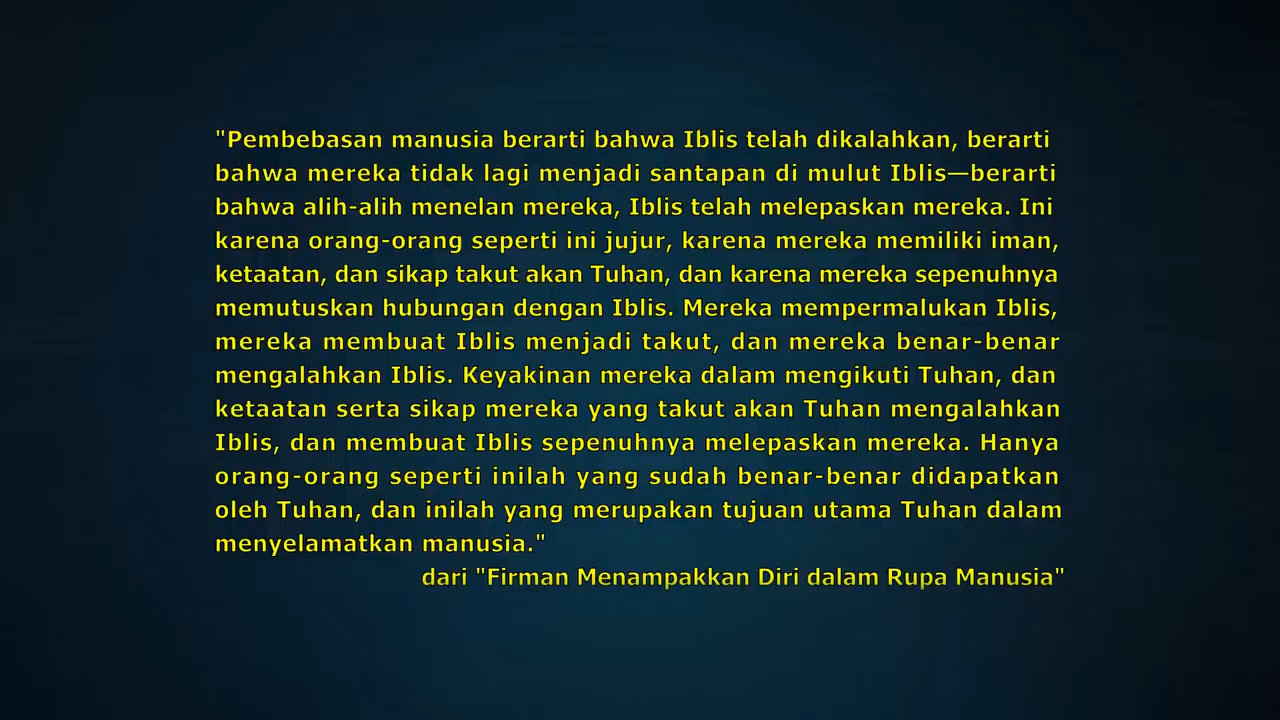 "Pembebasan manusia berarti bahwa Iblis telah dikalahkan, berarti
bahwa mereka tidak lagi menjadi santapan di mulut Iblis—berarti
bahwa alih-alih menelan mereka, Iblis telah melepaskan mereka. Ini
karena orang-orang seperti ini jujur, karena mereka memiliki iman,
ketaatan, dan sikap takut akan Tuhan, dan karena mereka sepenuhnya
memutuskan hubungan dengan Iblis. Mereka mempermalukan Iblis,
mereka membuat Iblis menjadi takut, dan mereka benar-benar
mengalahkan Iblis. Keyakinan mereka dalam mengikuti Tuhan, dan
ketaatan serta sikap mereka yang takut akan Tuhan mengalahkan
Iblis, dan membuat Iblis sepenuhnya melepaskan mereka. Hanya
orang-orang seperti inilah yang sudah benar-benar didapatkan
oleh Tuhan, dan inilah yang merupakan tujuan utama Tuhan dalam
menyelamatkan manusia."
dari "Firman Menampakkan Diri dalam Rupa Manusia"